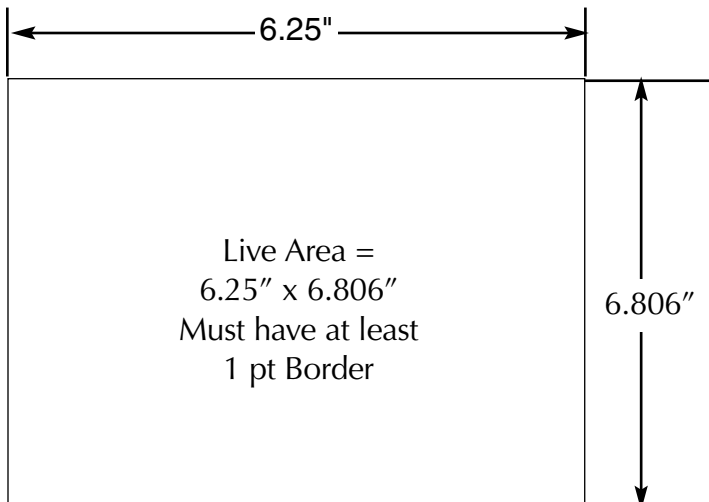 6.25"
Live Area =
6.25″ x 6.806″
Must have at least
1 pt Border
6.806″